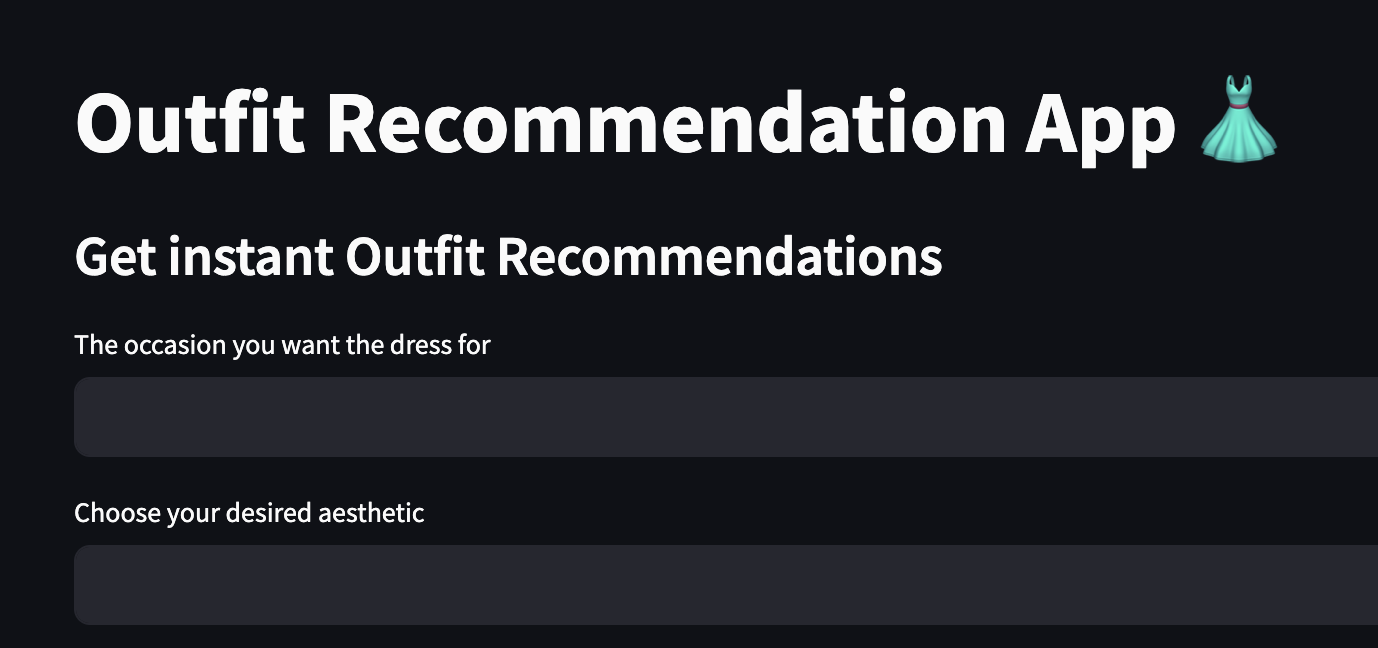 Outfit Recommendation App 👗
Get instant Outfit Recommendations
The occasion you want the dress for
Choose your desired aesthetic